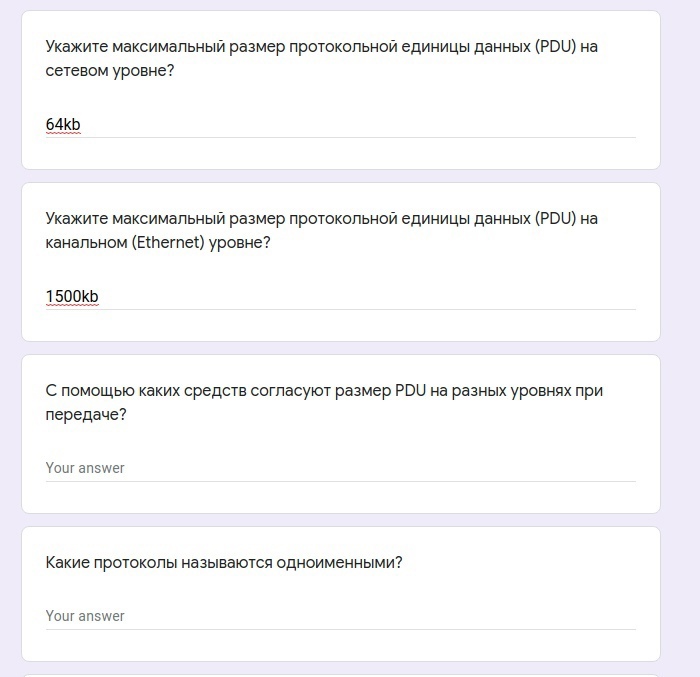 Укажите максимальный размер протокольной единицы данных (PDU) на
сетевом уровне?
64kb
Укажите максимальный размер протокольной единицы данных (PDU) на
канальном (Ethernet) уровне?
1500kb
С помощью каких средств согласуют размер PDU на разных уровнях при
передаче?
Your answer
Какие протоколы называются одноименными?
Your answer